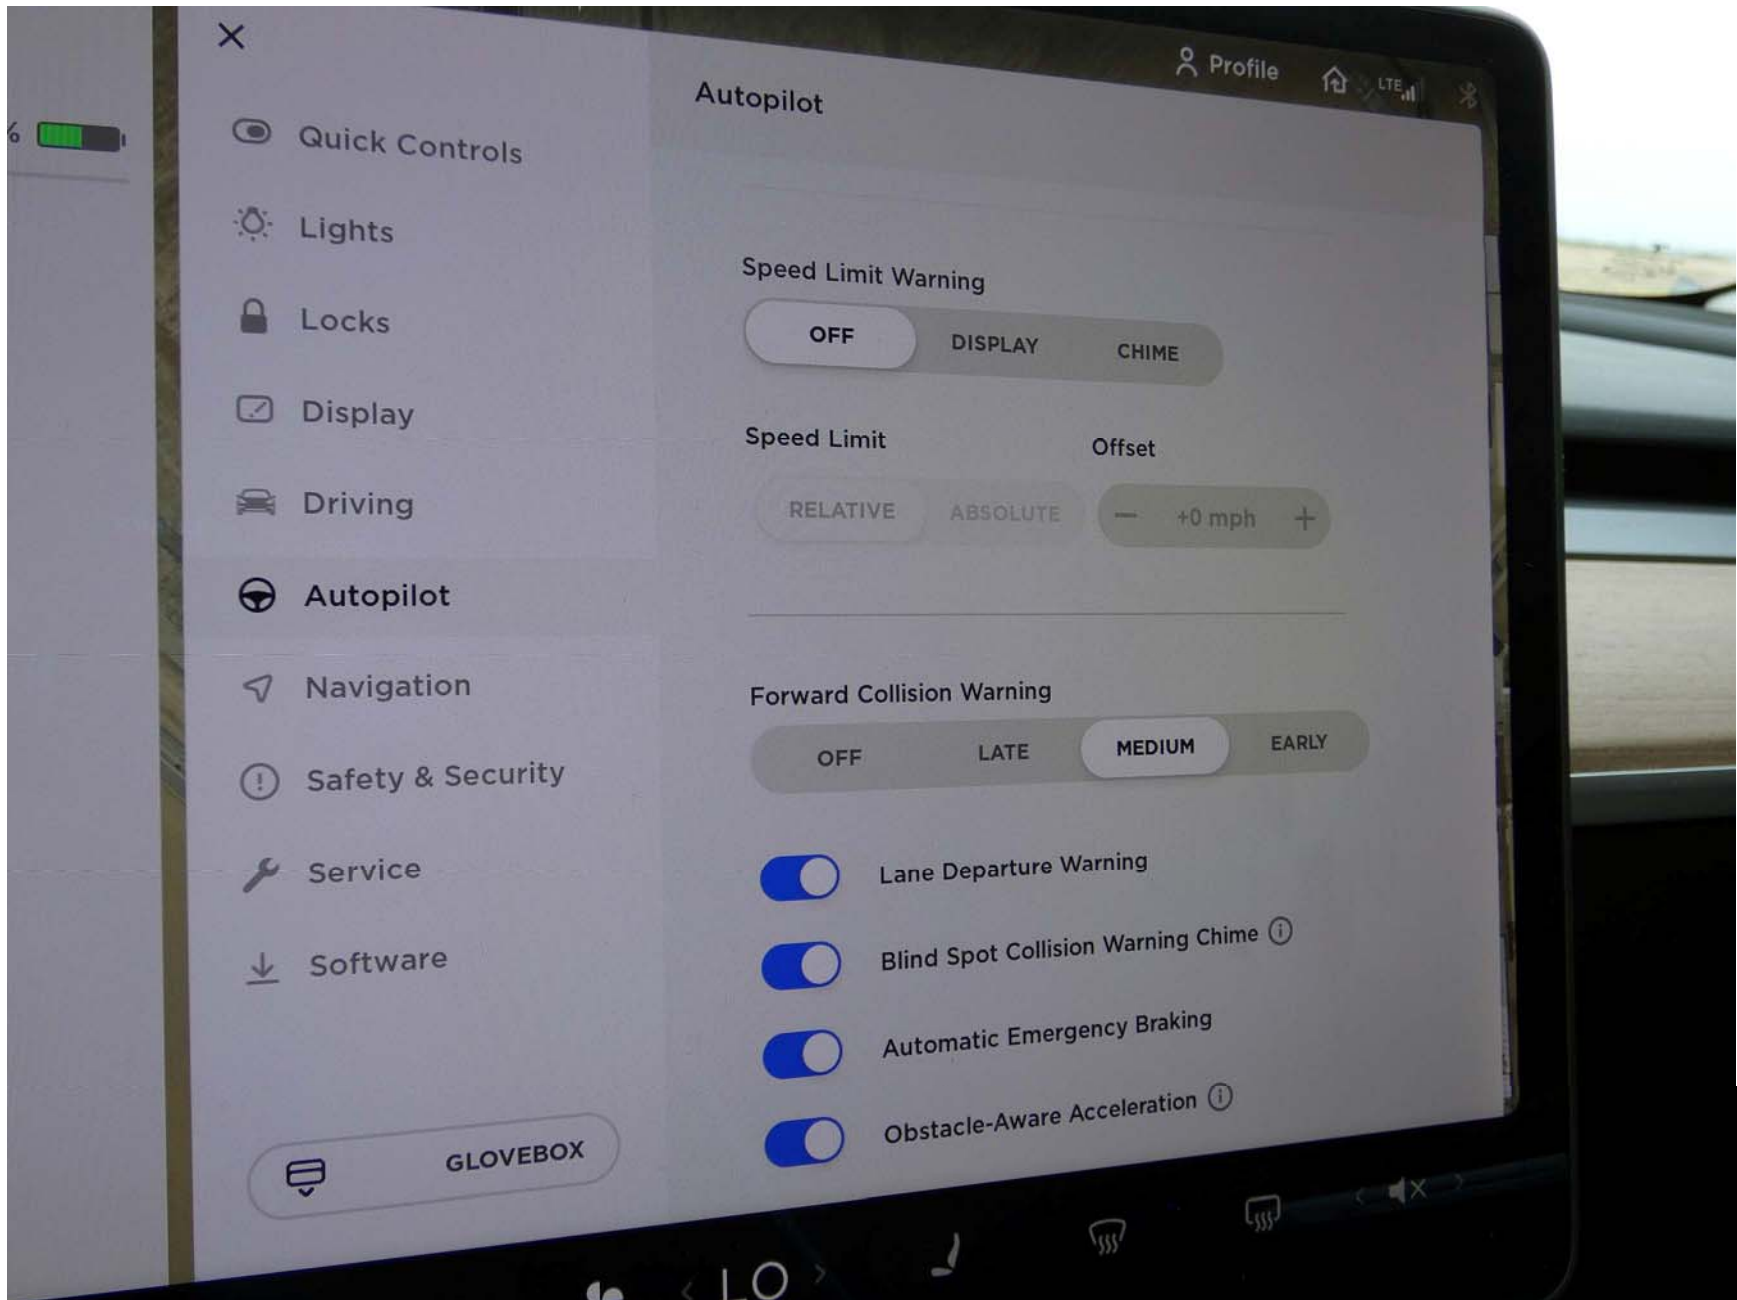 %
Profile
LTE
Quick Controls
Lights
Locks
Display
Driving
Autopilot
Navigation
Safety & Security
Service
Software
GLOVEBOX
Autopilot
Speed Limit Warning
OFF DISPLAY CHIME
Speed Limit Offset
RELATIVE ABSOLUTE − +0 mph +
Forward Collision Warning
OFF LATE MEDIUM EARLY
Lane Departure Warning
Blind Spot Collision Warning Chime
Automatic Emergency Braking
Obstacle-Aware Acceleration
LO